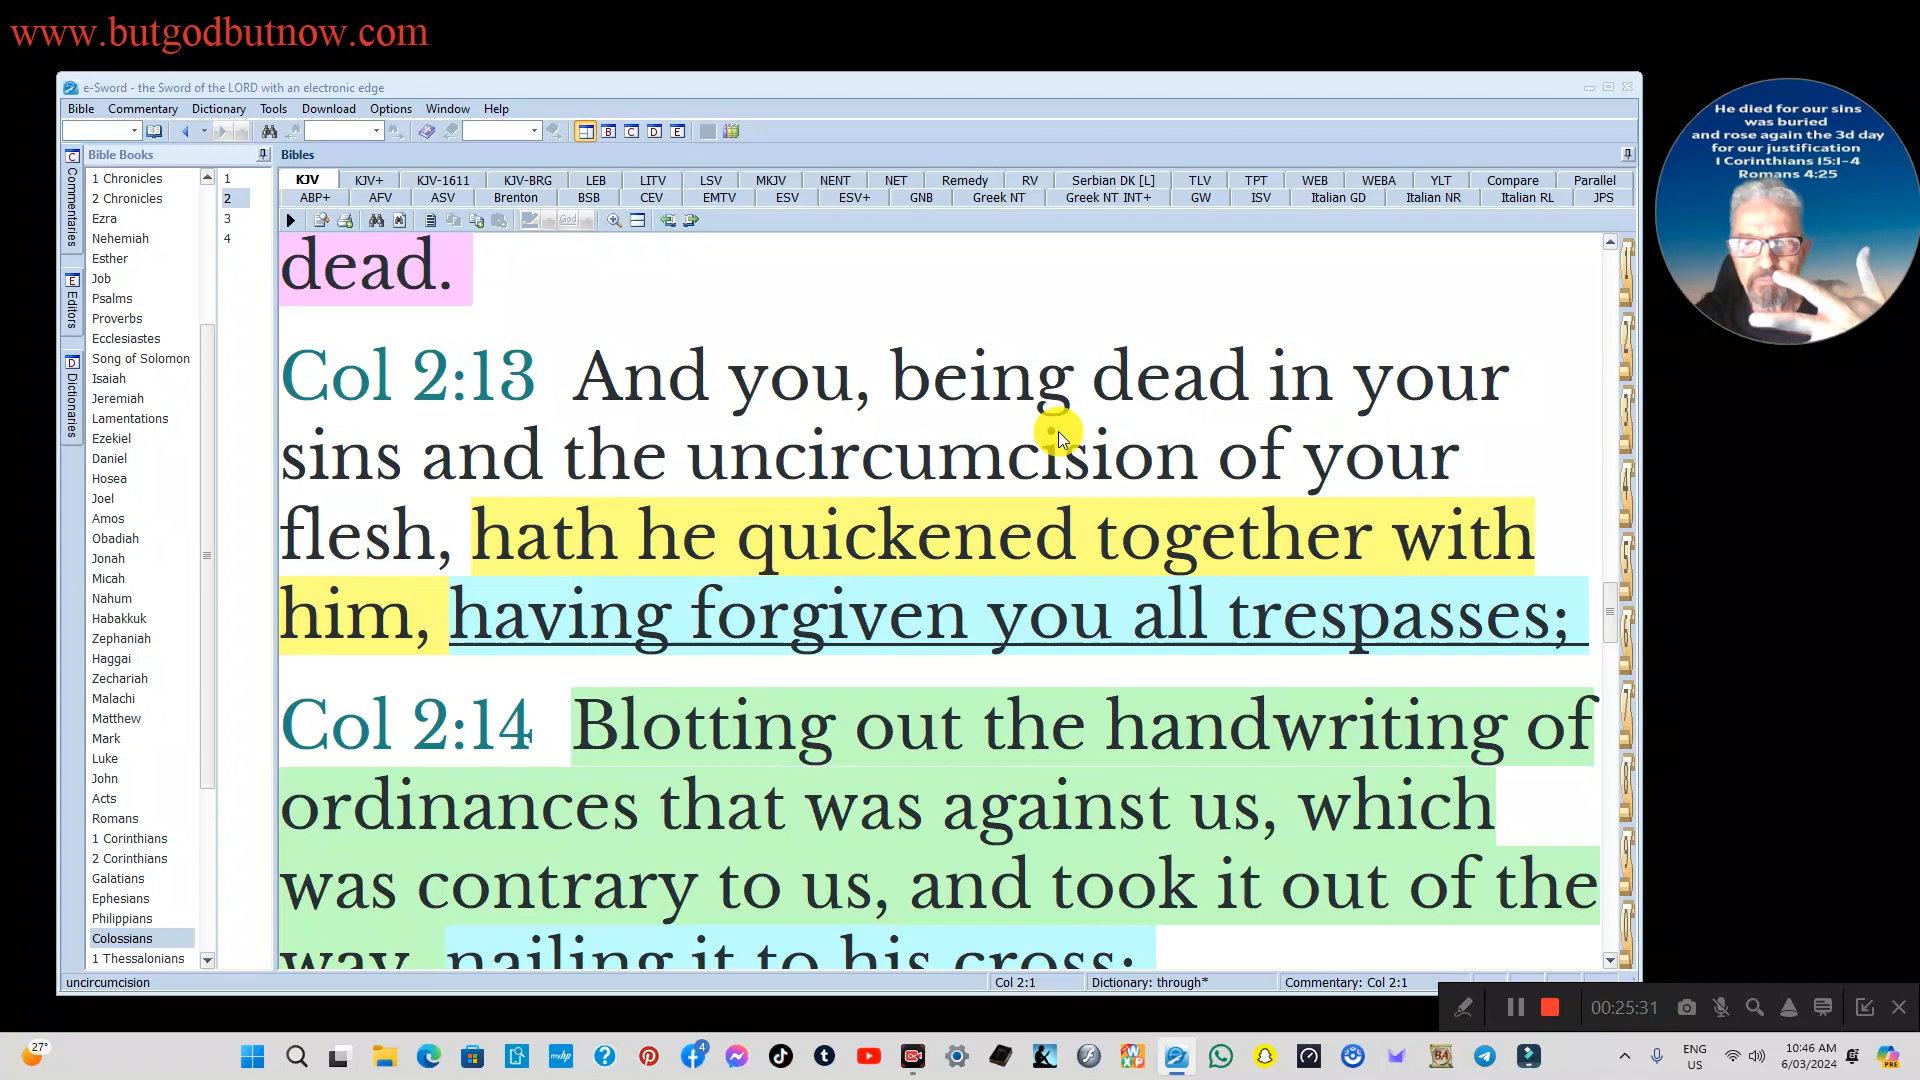 www.butgodbutnow.com
e-Sword - the Sword of the LORD with an electronic edge
Bible Commentary Dictionary Tools Download Options Window Help
Bible Books
Bibles
KJV KJV+ KJV-1611 KJV-BRG LEB LITV LSV MKJV NENT NET Remedy RV Serbian DK [L] TLV TPT WEB WEBA YLT Compare Parallel
ABP+ AFV ASV Brenton BSB CEV EMTV ESV ESV+ GNB Greek NT Greek NT INT+ GW ISV Italian GD Italian NR Italian RL JPS
Commentaries
Editors
Dictionaries
1 Chronicles
2 Chronicles
Ezra
Nehemiah
Esther
Job
Psalms
Proverbs
Ecclesiastes
Song of Solomon
Isaiah
Jeremiah
Lamentations
Ezekiel
Daniel
Hosea
Joel
Amos
Obadiah
Jonah
Micah
Nahum
Habakkuk
Zephaniah
Haggai
Zechariah
Malachi
Matthew
Mark
Luke
John
Acts
Romans
1 Corinthians
2 Corinthians
Galatians
Ephesians
Philippians
Colossians
1 Thessalonians
1
2
3
4
dead.
Col 2:13 And you, being dead in your
sins and the uncircumcision of your
flesh, hath he quickened together with
him, having forgiven you all trespasses;
Col 2:14 Blotting out the handwriting of
ordinances that was against us, which
was contrary to us, and took it out of the
way, nailing it to his cross;
He died for our sins
was buried
and rose again the 3d day
for our justification
1 Corinthians 15:1-4
Romans 4:25
uncircumcision
Col 2:1
Dictionary: through*
Commentary: Col 2:1
00:25:31
27°
4
ENG
US
10:46 AM
6/03/2024